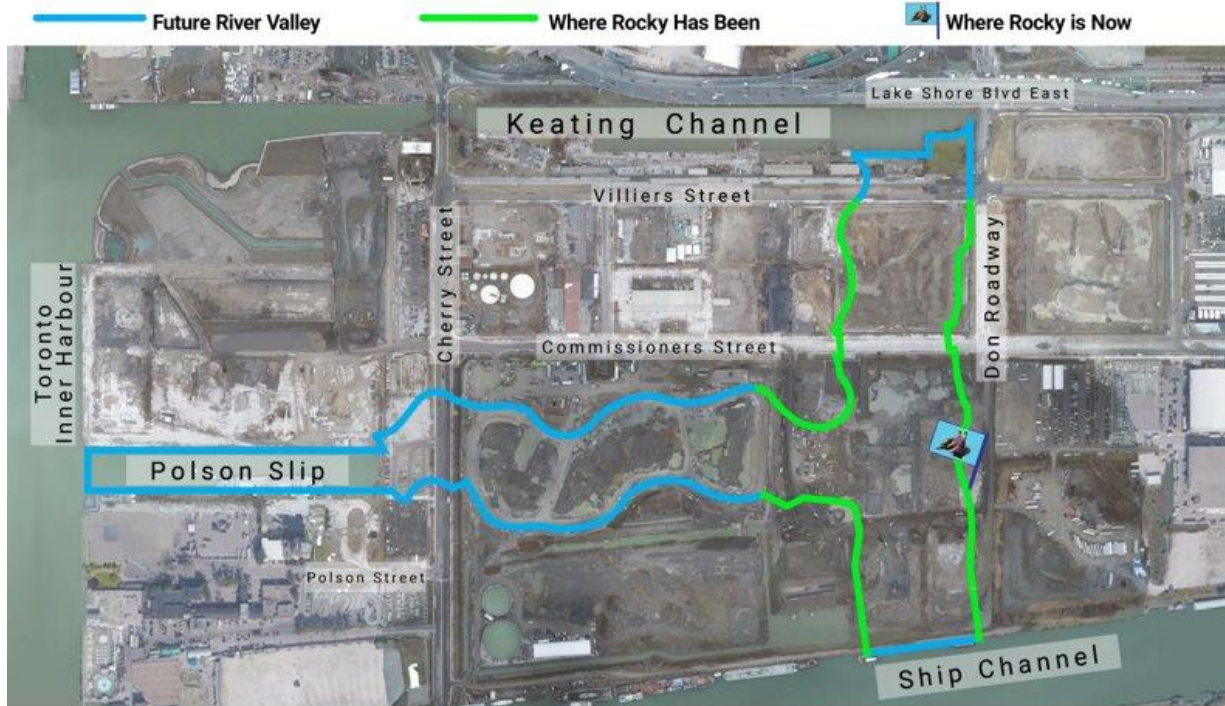 Future River Valley
Where Rocky Has Been
Where Rocky is Now
Lake Shore Blvd East
Keating Channel
Villiers Street
Cherry Street
Don Roadway
Toronto
Inner Harbour
Commissioners Street
Polson Slip
Polson Street
Ship Channel